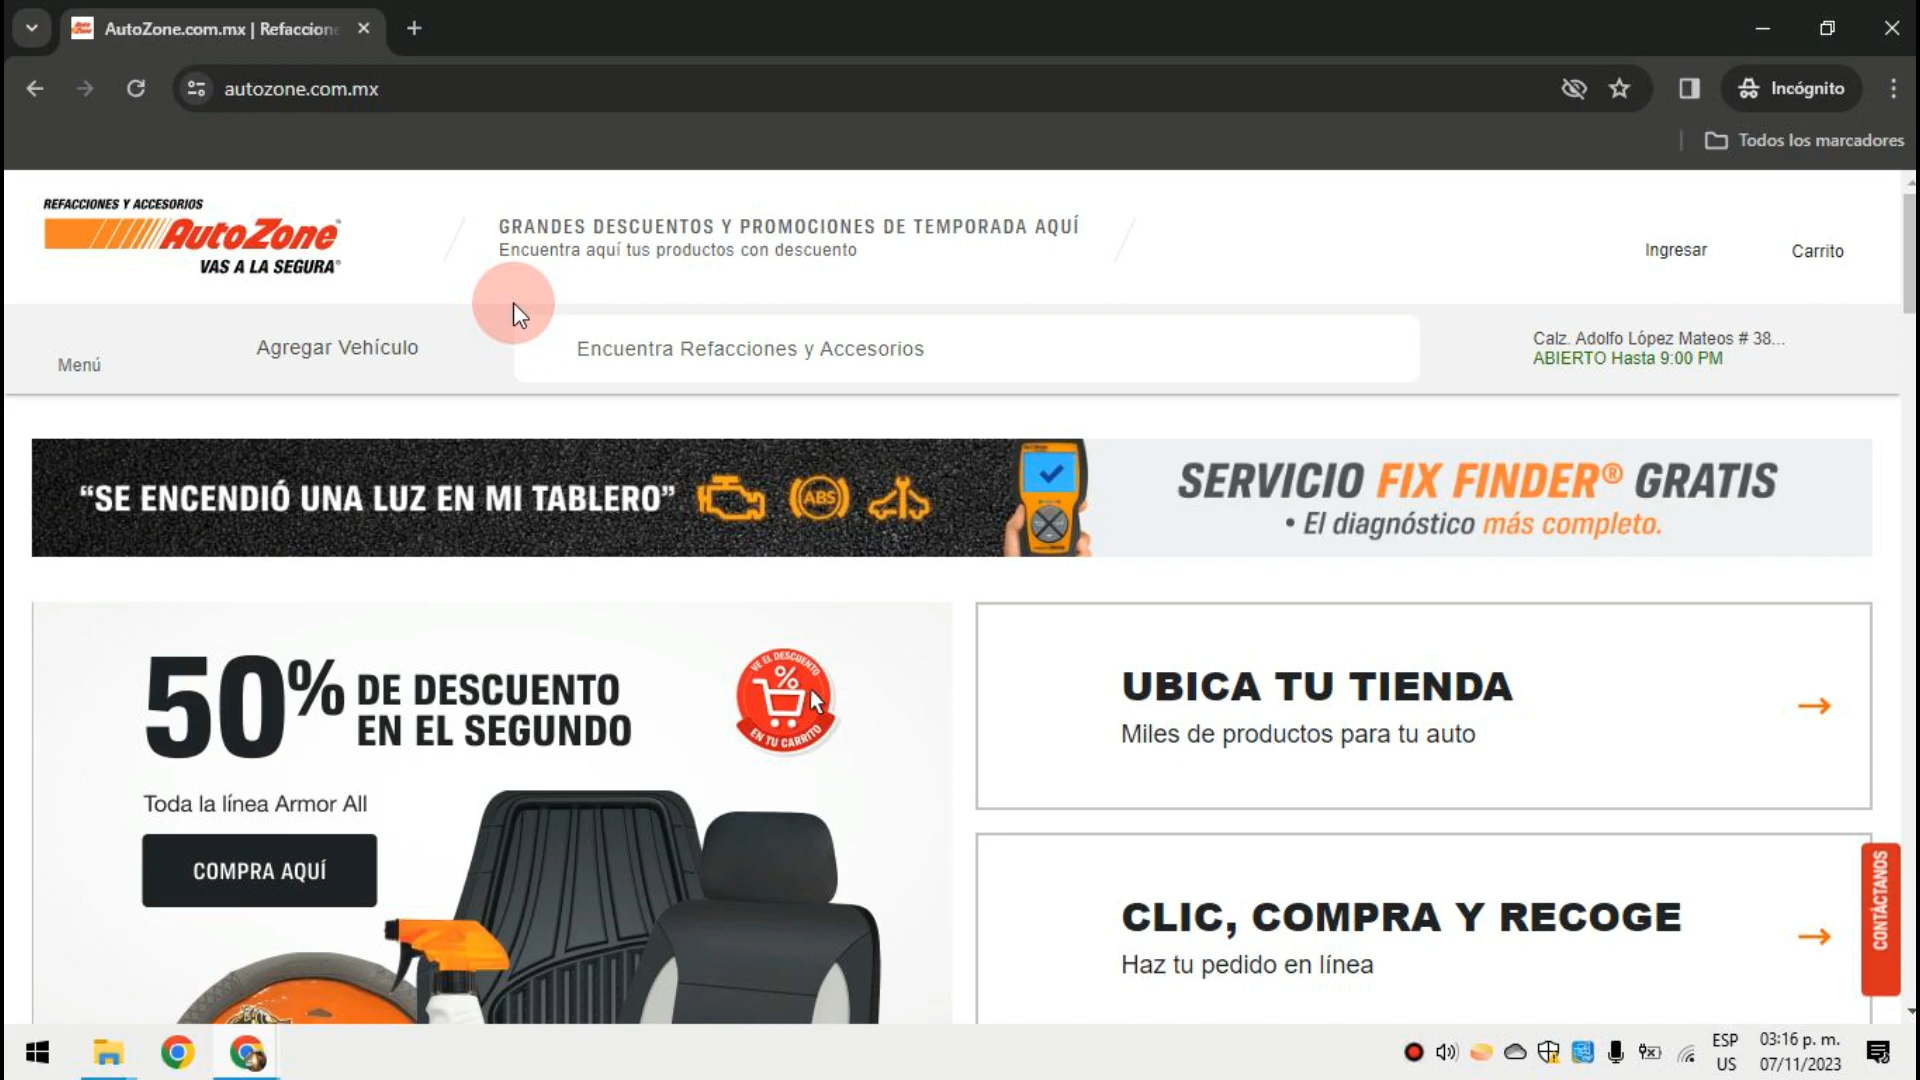 AutoZone.com.mx | Refaccione
autozone.com.mx
Incógnito
Todos los marcadores
REFACCIONES Y ACCESORIOS
AutoZone
VAS A LA SEGURA®
GRANDES DESCUENTOS Y PROMOCIONES DE TEMPORADA AQUÍ
Encuentra aquí tus productos con descuento
Ingresar
Carrito
Menú
Agregar Vehículo
Encuentra Refacciones y Accesorios
Calz. Adolfo López Mateos # 38...
ABIERTO Hasta 9:00 PM
“SE ENCENDIÓ UNA LUZ EN MI TABLERO”
ABS
SERVICIO FIX FINDER® GRATIS
• El diagnóstico más completo.
50% DE DESCUENTO
EN EL SEGUNDO
VE EL DESCUENTO
%
EN TU CARRITO
Toda la línea Armor All
COMPRA AQUÍ
UBICA TU TIENDA
Miles de productos para tu auto
CLIC, COMPRA Y RECOGE
Haz tu pedido en línea
CONTÁCTANOS
ESP
US
03:16 p. m.
07/11/2023